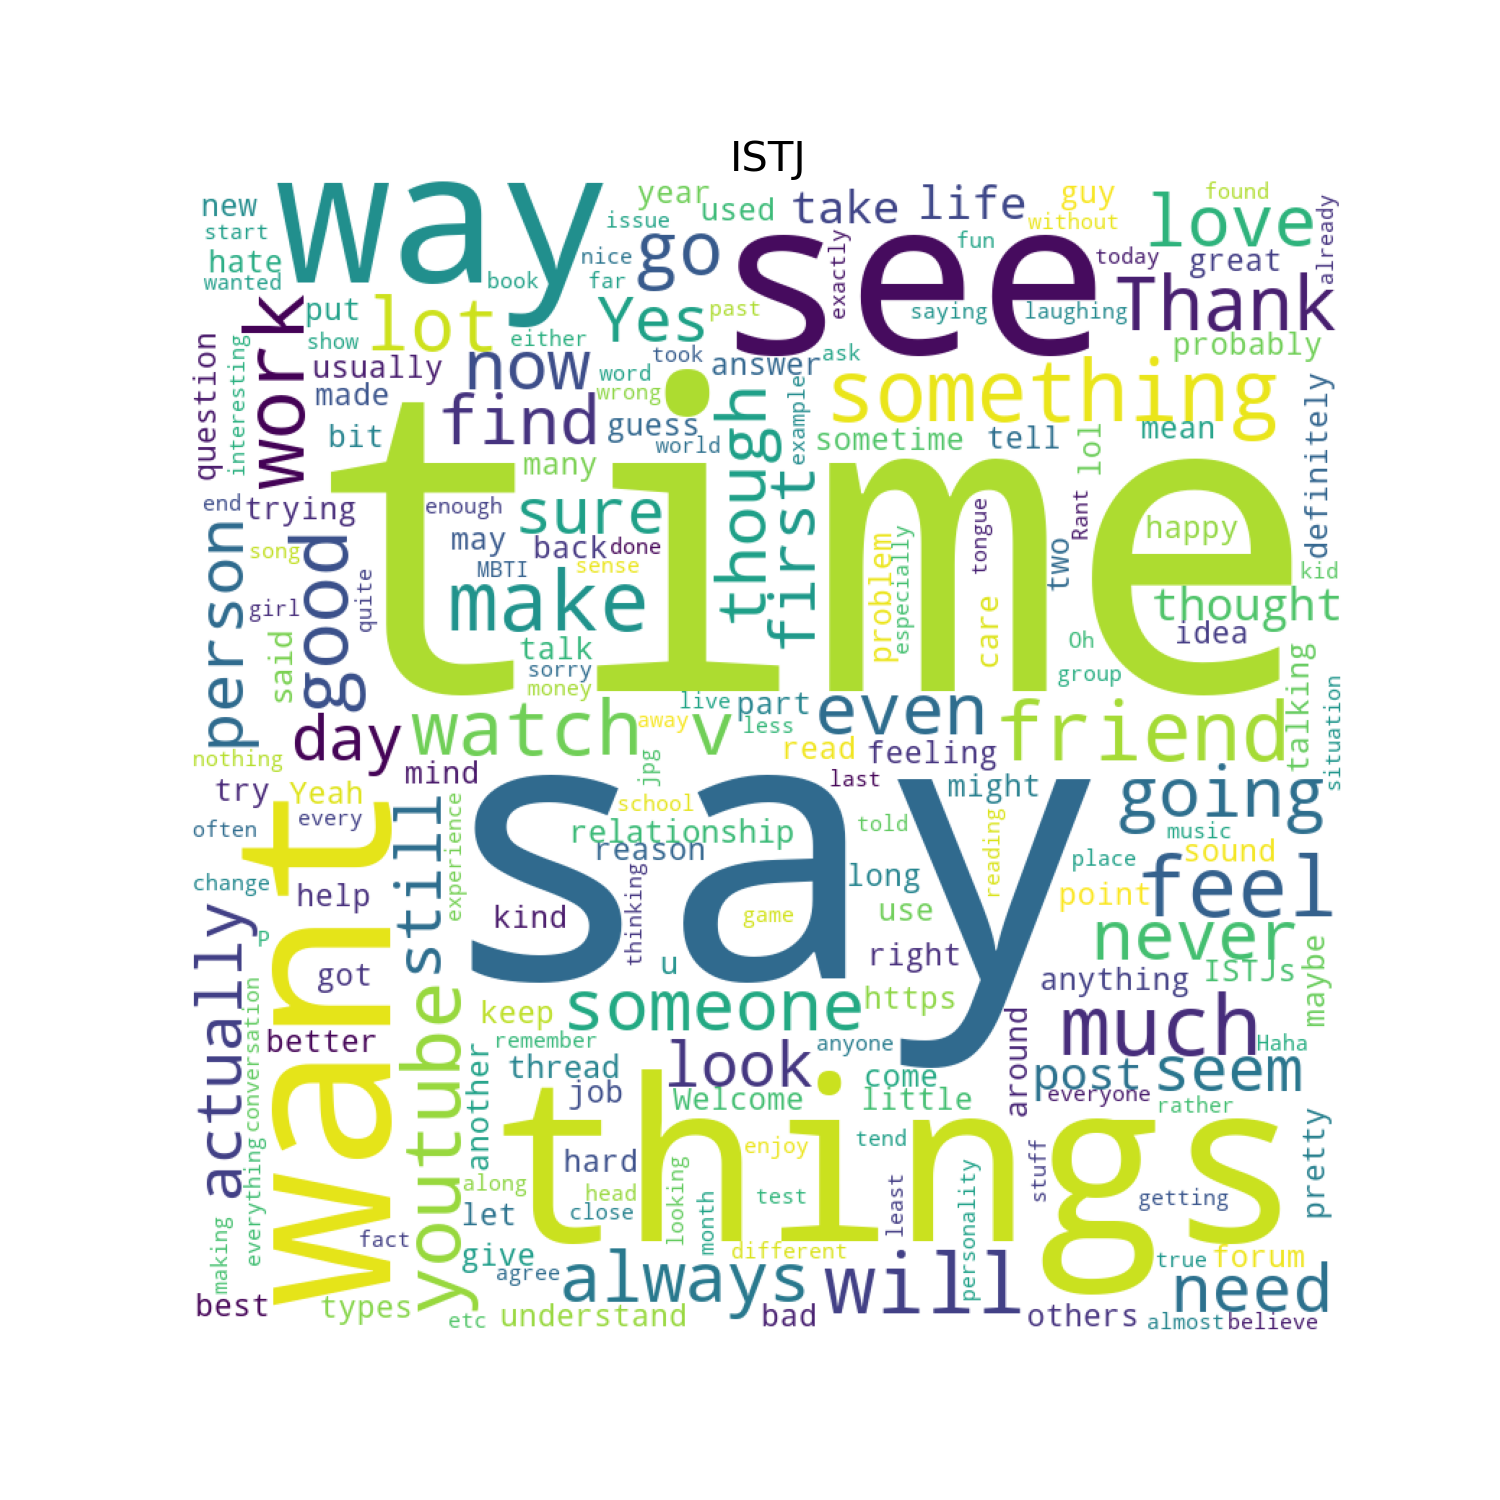 ISTJ
way
see
time
say
want
things
new
start
hate
wanted
year
used
issue
nice
book
far
go
take
life
guy
without
found
already
love
fun
exactly
today
great
Thank
put
lot
show
either
Yes
past
saying
laughing
probably
question
interesting
work
usually
made
now
took
word
wrong
answer
ask
something
bit
find
guess
world
though
example
sometime
tell
lol
mean
definitely
many
first
end
trying
enough
sure
may
back
done
MBTI
sense
problem
especially
tongue
two
Rant
happy
kid
person
song
good
girl
quite
make
care
thought
idea
said
talk
sorry
money
Oh
group
talking
situation
live
part
away
less
even
friend
day
watch
v
read
feeling
nothing
mind
jpg
last
might
going
try
Yeah
every
often
still
experience
school
relationship
reason
told
reading
music
place
sound
change
help
kind
thinking
game
long
use
point
feel
actually
P
got
u
right
never
anything
ISTJs
maybe
conversation
better
youtube
keep
someone
https
around
much
Haha
remember
thread
look
anyone
come
post
seem
another
job
Welcome
little
everyone
rather
everything
hard
enjoy
tend
stuff
pretty
along
head
close
looking
month
test
least
personality
getting
making
fact
let
give
agree
always
different
will
true
forum
need
best
types
etc
understand
bad
others
almost
believe